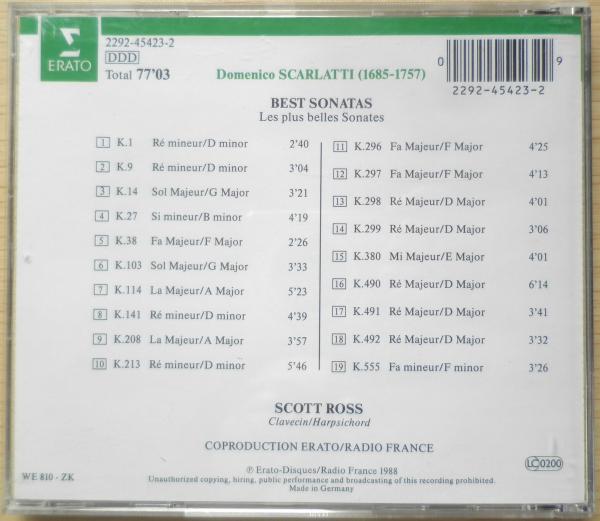 ERATO
2292-45423-2
DDD
Total 77'03
Domenico SCARLATTI (1685-1757)
0 9
2292-45423-2
BEST SONATAS
Les plus belles Sonates
1 K.1 Ré mineur/D minor 2'40
2 K.9 Ré mineur/D minor 3'04
3 K.14 Sol Majeur/G Major 3'21
4 K.27 Si mineur/B minor 4'19
5 K.38 Fa Majeur/F Major 2'26
6 K.103 Sol Majeur/G Major 3'33
7 K.114 La Majeur/A Major 5'23
8 K.141 Ré mineur/D minor 4'39
9 K.208 La Majeur/A Major 3'57
10 K.213 Ré mineur/D minor 5'46
11 K.296 Fa Majeur/F Major 4'25
12 K.297 Fa Majeur/F Major 4'13
13 K.298 Ré Majeur/D Major 4'01
14 K.299 Ré Majeur/D Major 3'06
15 K.380 Mi Majeur/E Major 4'01
16 K.490 Ré Majeur/D Major 6'14
17 K.491 Ré Majeur/D Major 3'41
18 K.492 Ré Majeur/D Major 3'32
19 K.555 Fa mineur/F minor 3'26
SCOTT ROSS
Clavecin/Harpsichord
COPRODUCTION ERATO/RADIO FRANCE
WE 810 - ZK
℗ Erato-Disques/Radio France 1988
Unauthorized copying, hiring, public performance and broadcasting of this recording prohibited.
Made in Germany
LC 0200